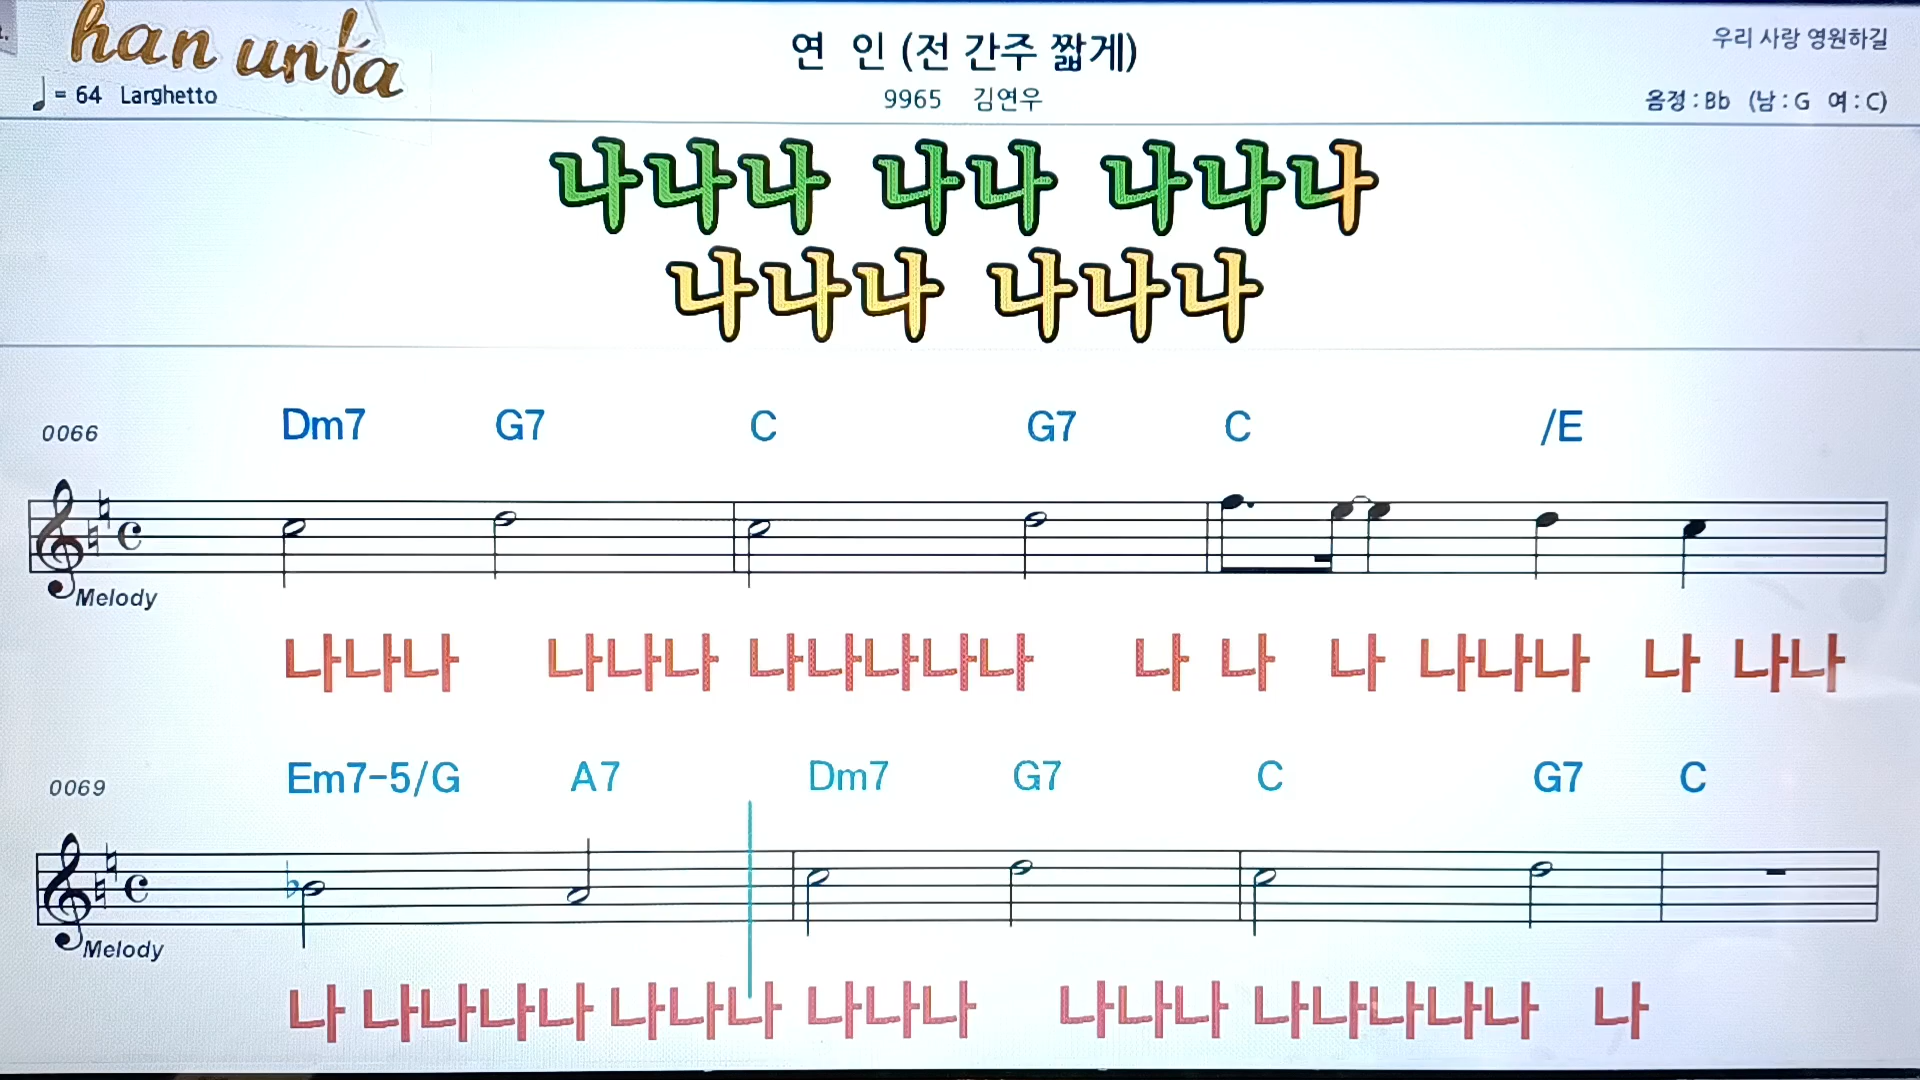 han unfa
♩= 64 Larghetto
연 인 (전 간주 짧게)
9965 김연우
우리 사랑 영원하길
음정 : Bb (남 : G 여 : C)
나나나 나나 나나나
나나나 나나나
0066 Dm7 G7 C G7 C /E
Melody
나나나 나나나 나나나나나 나 나 나 나나나 나 나나
0069 Em7-5/G A7 Dm7 G7 C G7 C
Melody
나 나나나나 나나나 나나나 나나나 나나나나나 나